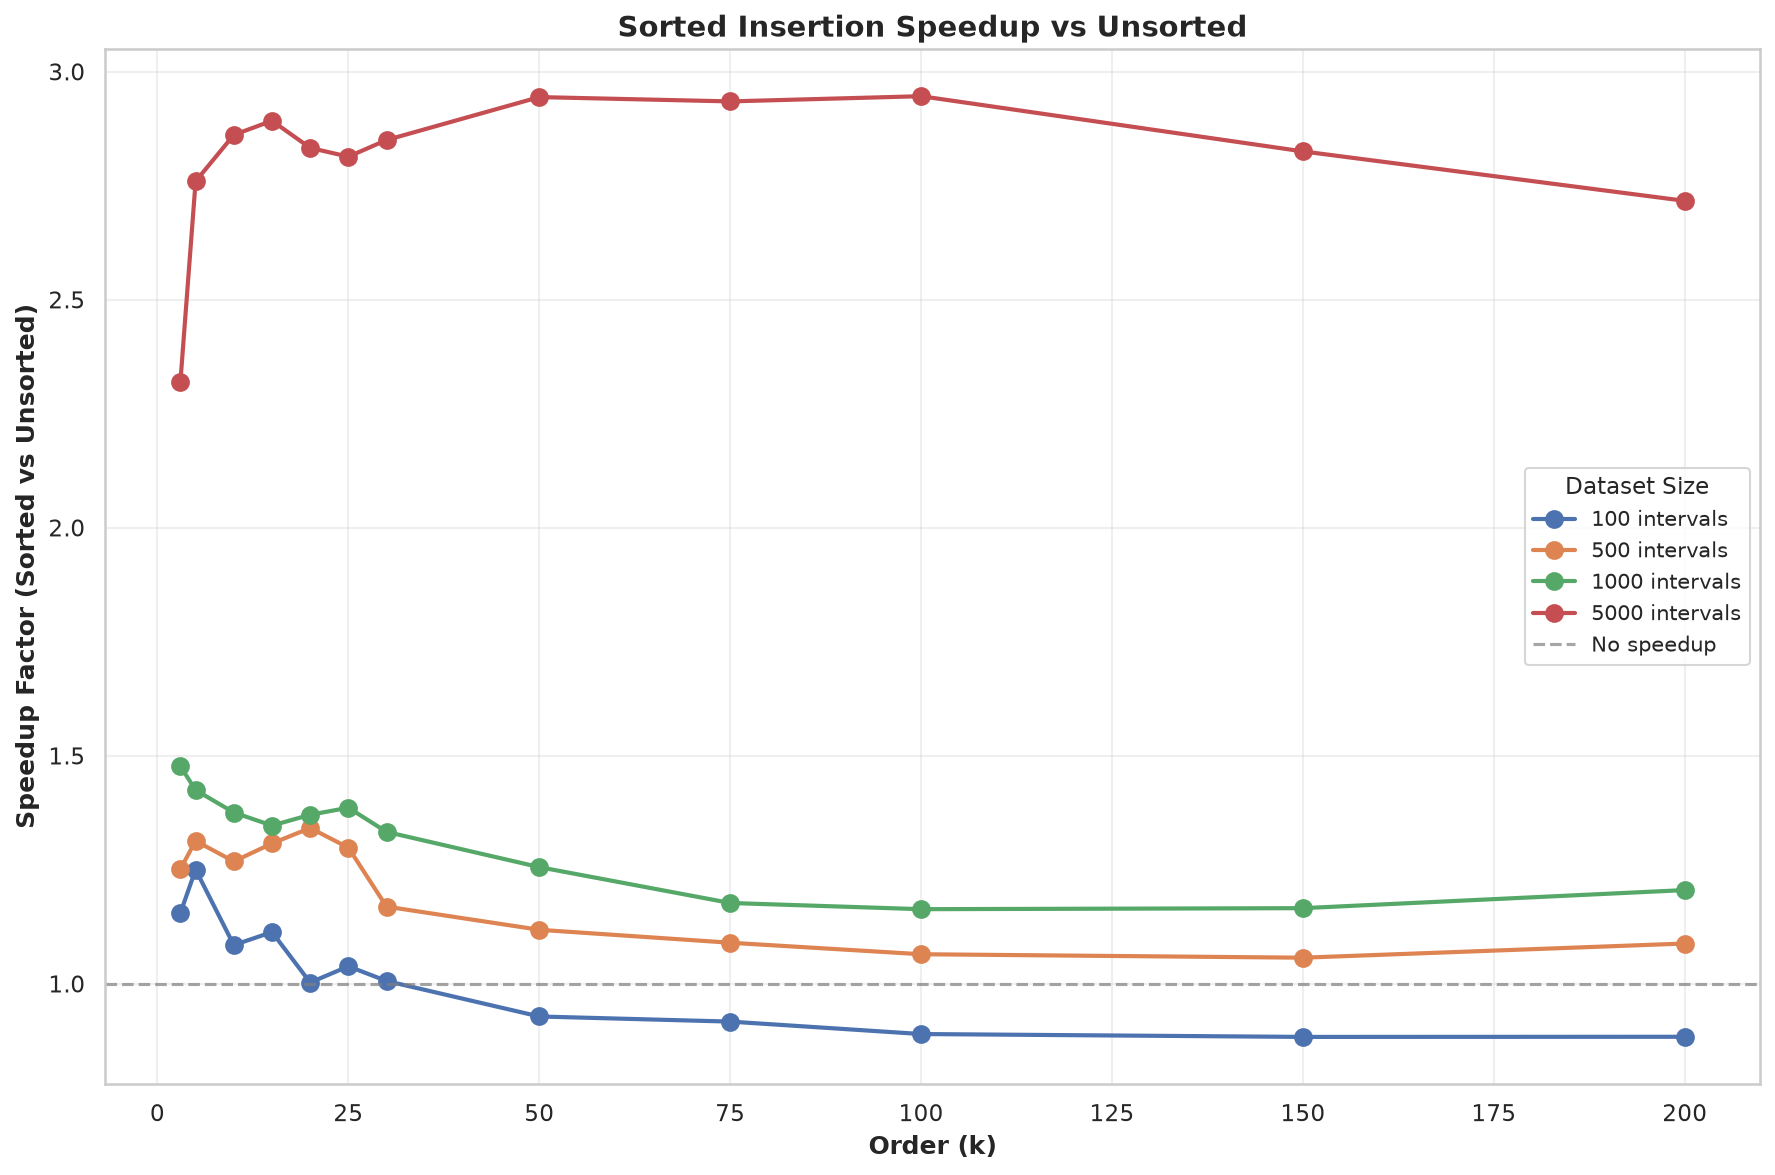 Sorted Insertion Speedup vs Unsorted
Speedup Factor (Sorted vs Unsorted)
3.0
2.5
2.0
1.5
1.0
Dataset Size
100 intervals
500 intervals
1000 intervals
5000 intervals
No speedup
0 25 50 75 100 125 150 175 200
Order (k)